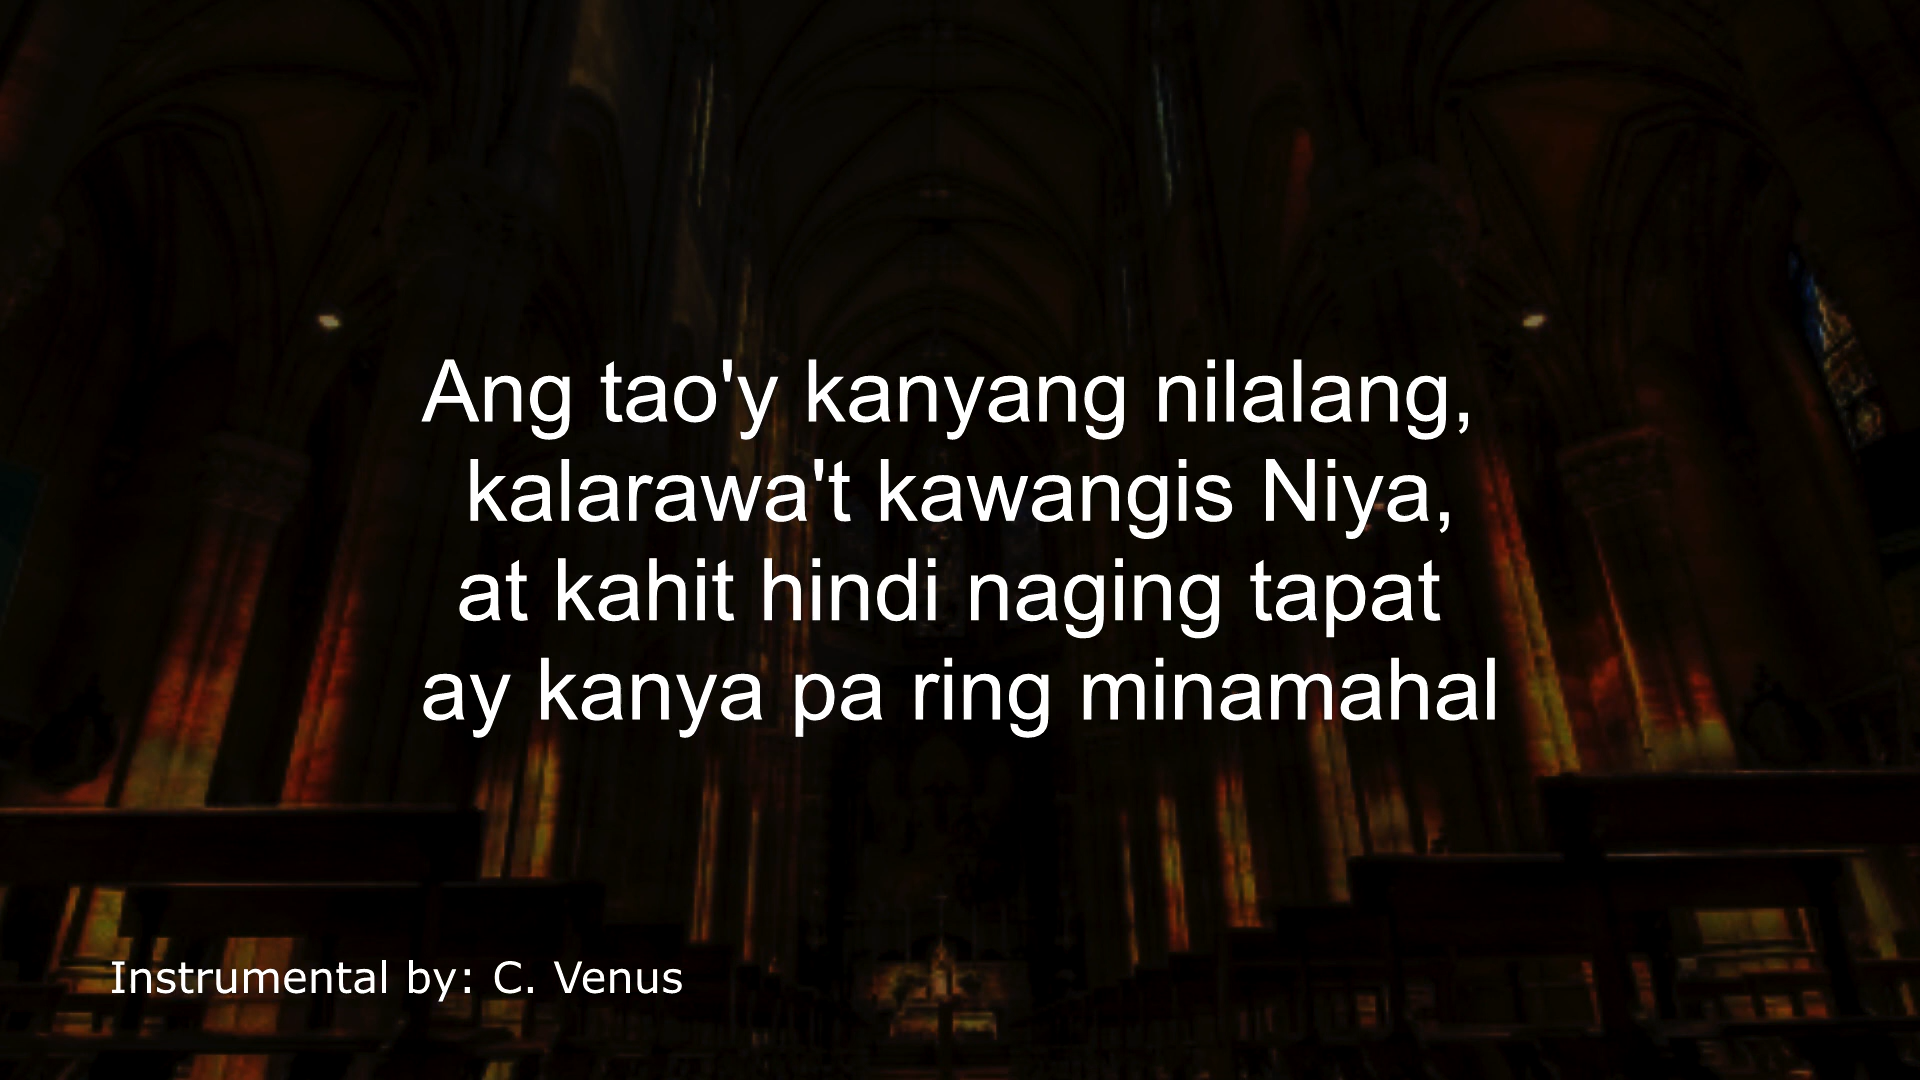 Ang tao'y kanyang nilalang,
kalarawa't kawangis Niya,
at kahit hindi naging tapat
ay kanya pa ring minamahal
Instrumental by: C. Venus